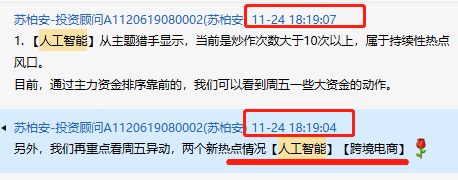 苏柏安-投资顾问A1120619080002(苏柏安) 11-24 18:19:07
1. 【人工智能】从主题猎手显示，当前是炒作次数大于10次以上，属于持续性热点
风口。
目前，通过主力资金排序靠前的，我们可以看到周五一些大资金的动作。
苏柏安-投资顾问A1120619080002(苏柏安) 11-24 18:19:04
另外，我们再重点看周五异动，两个新热点情况【人工智能】【跨境电商】